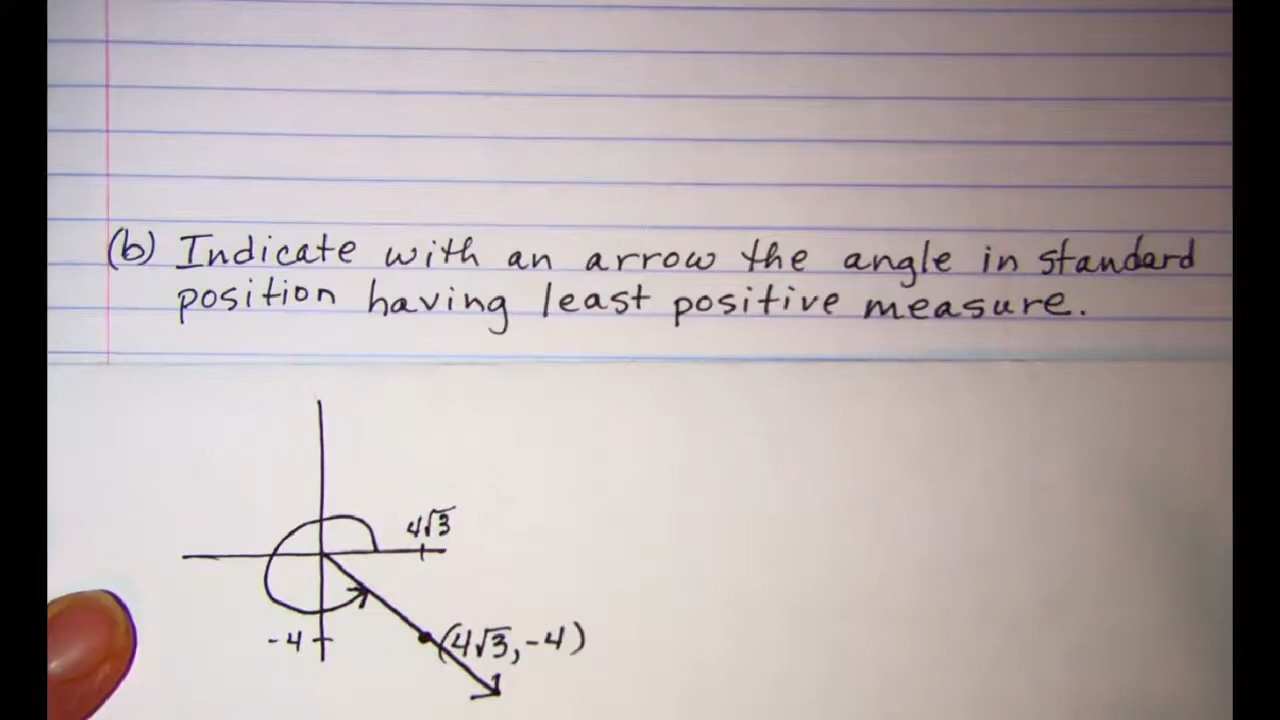 (b) Indicate with an arrow the angle in standard
position having least positive measure.
4√3
-4
(4√3, -4)